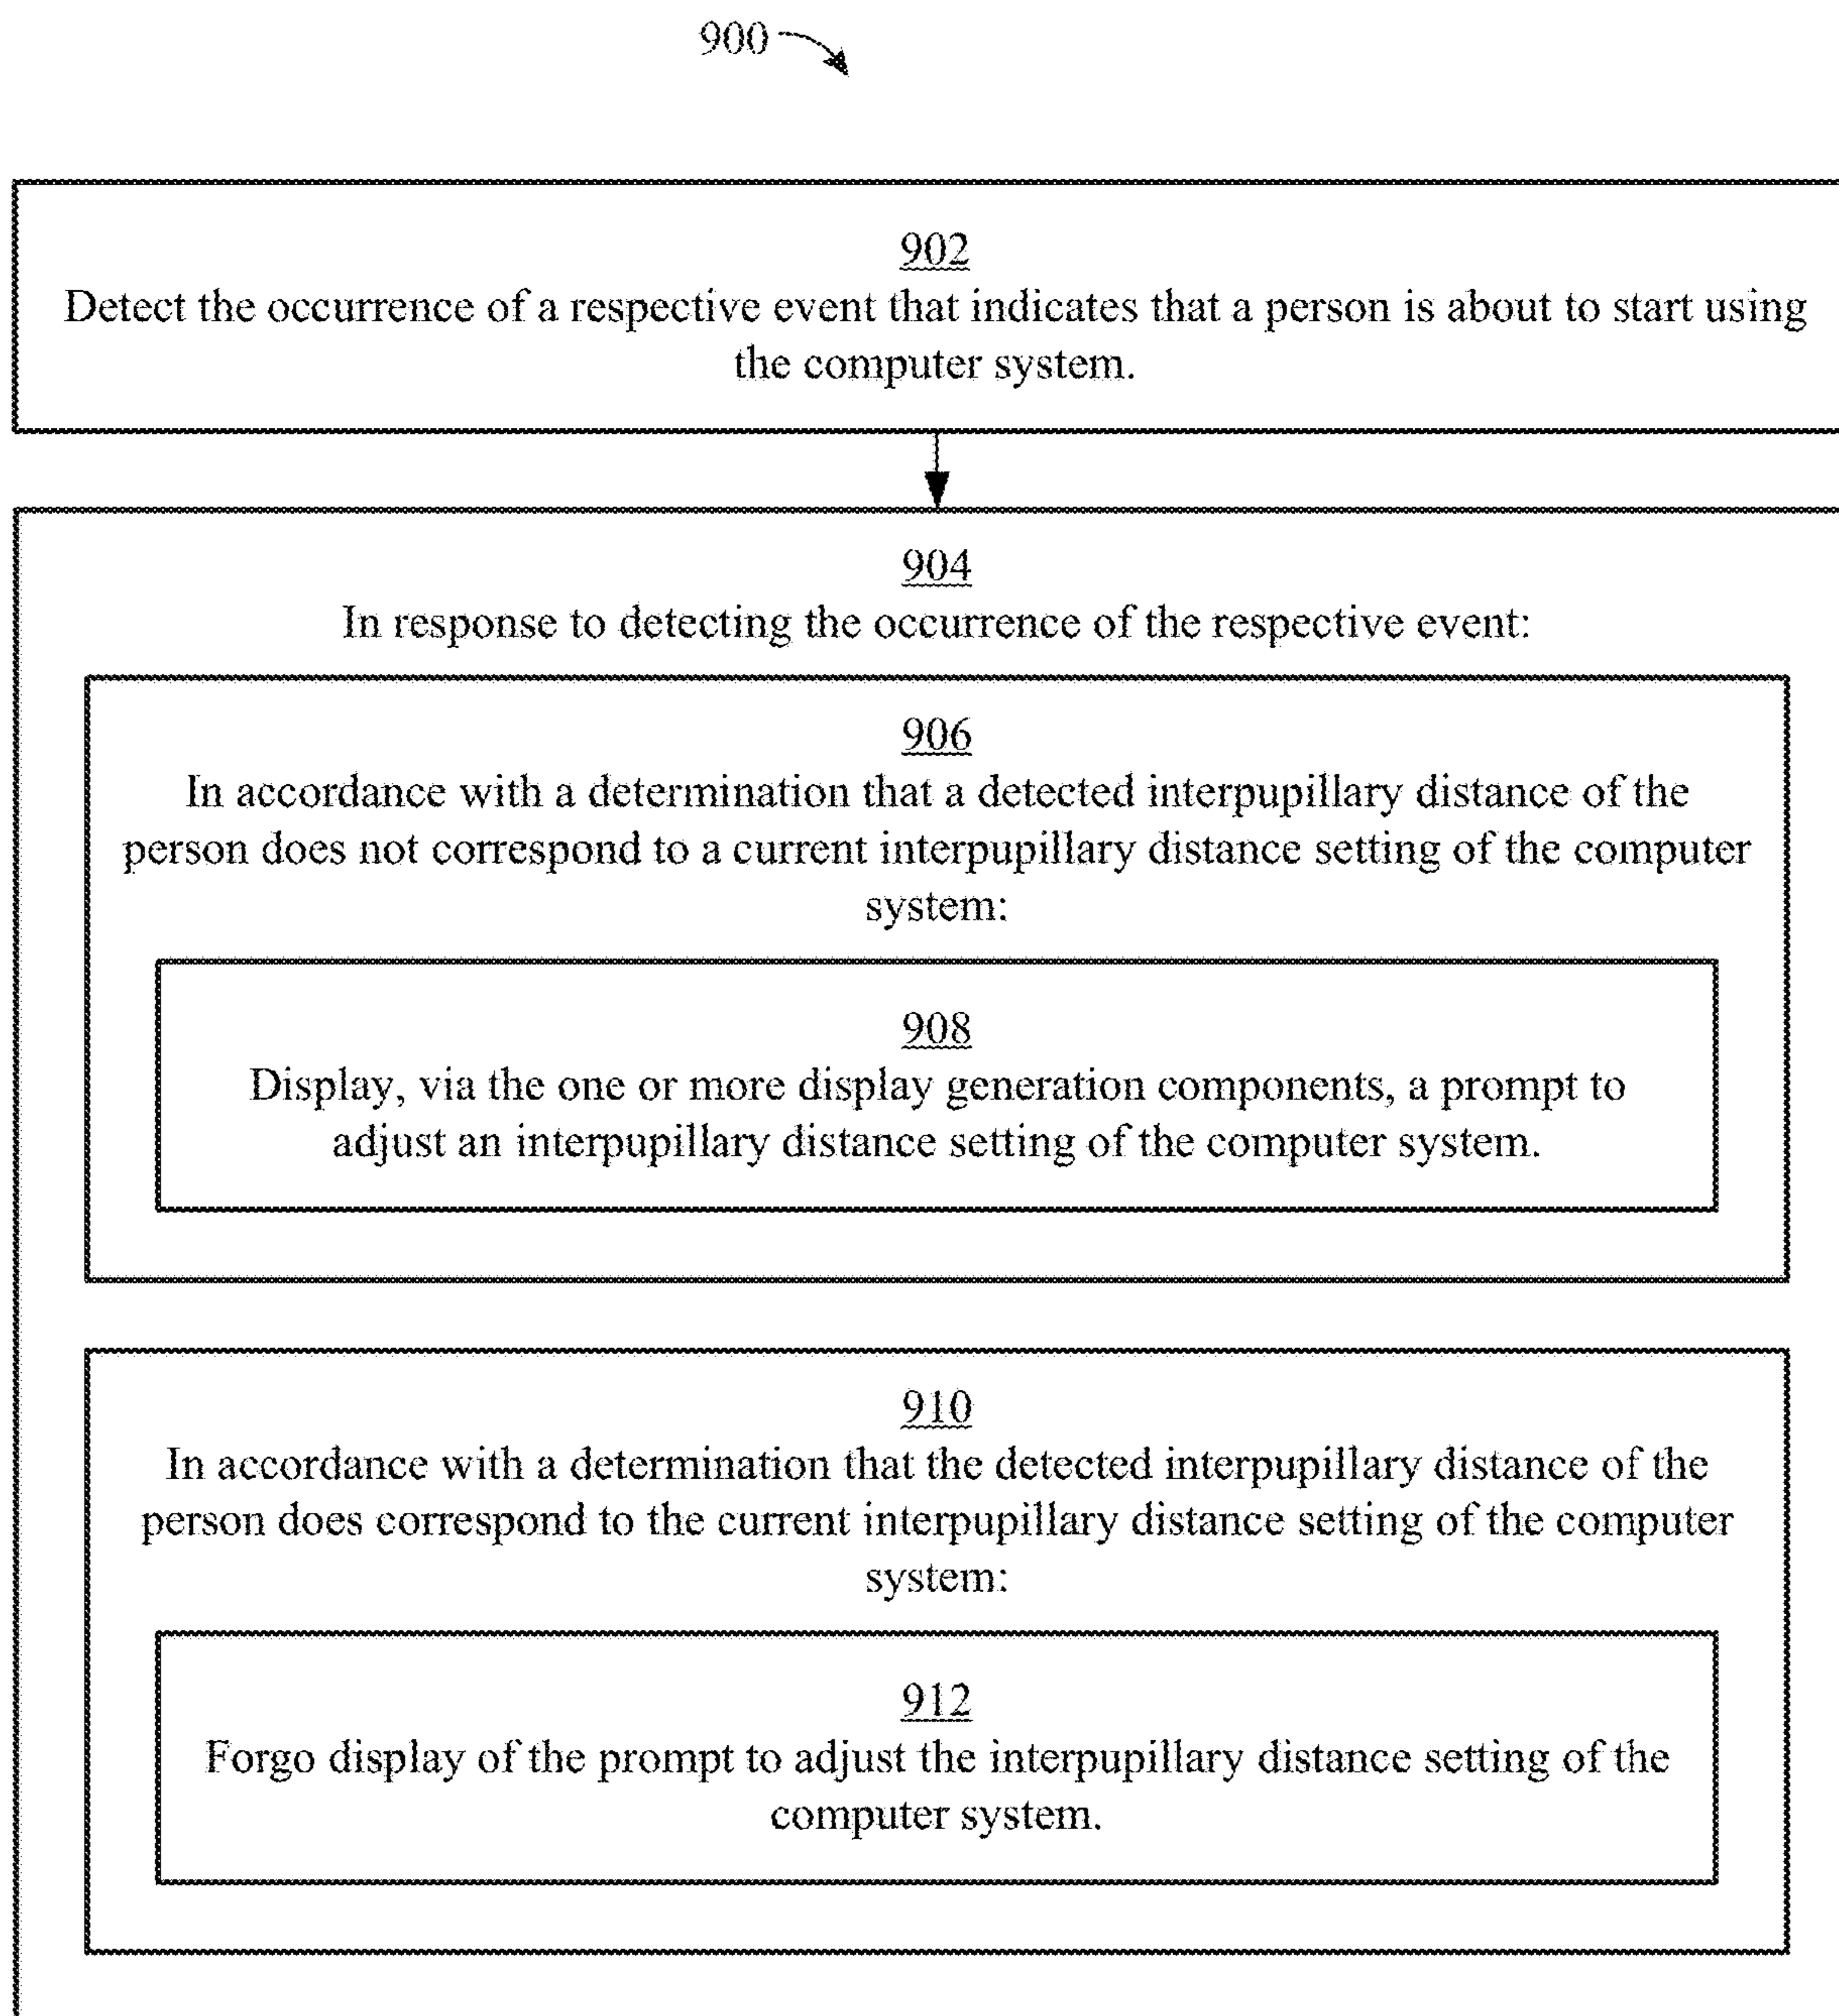 900
902
Detect the occurrence of a respective event that indicates that a person is about to start using
the computer system.
904
In response to detecting the occurrence of the respective event:
906
In accordance with a determination that a detected interpupillary distance of the
person does not correspond to a current interpupillary distance setting of the computer
system:
908
Display, via the one or more display generation components, a prompt to
adjust an interpupillary distance setting of the computer system.
910
In accordance with a determination that the detected interpupillary distance of the
person does correspond to the current interpupillary distance setting of the computer
system:
912
Forgo display of the prompt to adjust the interpupillary distance setting of the
computer system.